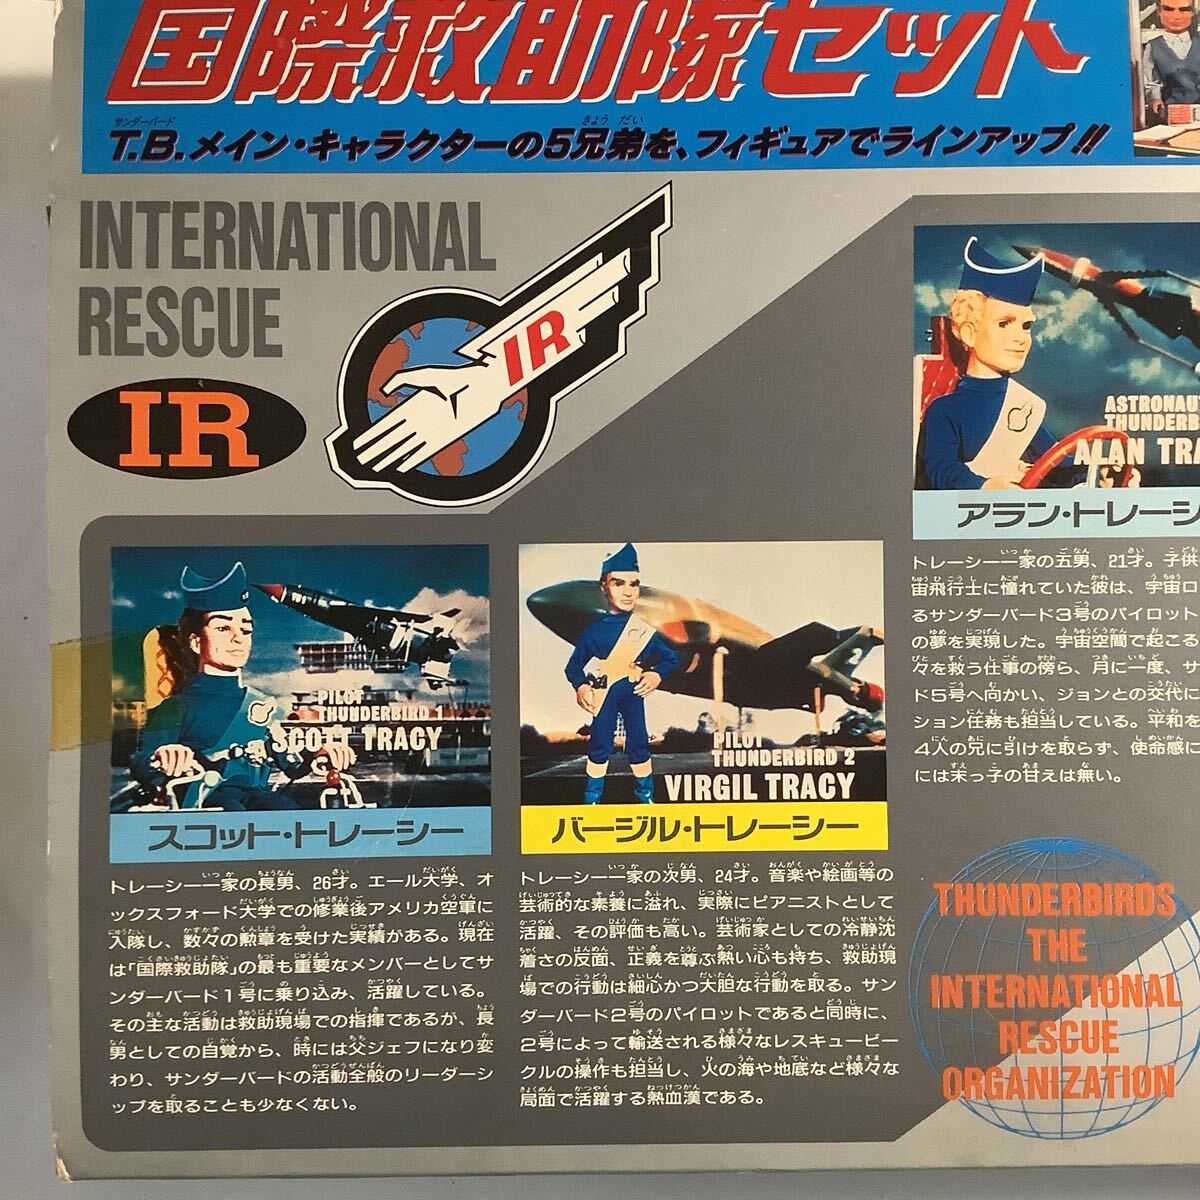 国際救助隊セット
サンダーバード きょうだい
T.B.メイン・キャラクターの5兄弟を、フィギュアでラインアップ!!
INTERNATIONAL
RESCUE
IR
IR
PILOT
THUNDERBIRD 1
SCOTT TRACY
スコット・トレーシー
トレーシー一家の長男、26才。エール大学、オ
ックスフォード大学での修業後アメリカ空軍に
入隊し、数々の勲章を受けた実績がある。現在
は「国際救助隊」の最も重要なメンバーとしてサ
ンダーバード1号に乗り込み、活躍している。
その主な活動は救助現場での指揮であるが、長
男としての自覚から、時には父ジェフになり変
わり、サンダーバードの活動全般のリーダーシ
ップを取ることも少なくない。
2
PILOT
THUNDERBIRD 2
VIRGIL TRACY
バージル・トレーシー
トレーシー一家の次男、24才。音楽や絵画等の
芸術的な素養に溢れ、実際にピアニストとして
活躍、その評価も高い。芸術家としての冷静沈
着さの反面、正義を尊ぶ熱い心も持ち、救助現
場での行動は細心かつ大胆な行動を取る。サン
ダーバード2号のパイロットであると同時に、
2号によって輸送される様々なレスキュービー
クルの操作も担当し、火の海や地底など様々な
局面で活躍する熱血漢である。
ASTRONAU
THUNDERB
ALAN TRA
アラン・トレーシ
トレーシー一家の五男、21才。子供
宙飛行士に憧れていた彼は、宇宙ロ
るサンダーバード3号のパイロット
の夢を実現した。宇宙空間で起こる
々を救う仕事の傍ら、月に一度、サ
ド5号へ向かい、ジョンとの交代に
ション任務も担当している。平和を
4人の兄に引けを取らず、使命感に
には末っ子の甘えは無い。
THUNDERBIRDS
THE
INTERNATIONAL
RESCUE
ORGANIZATION